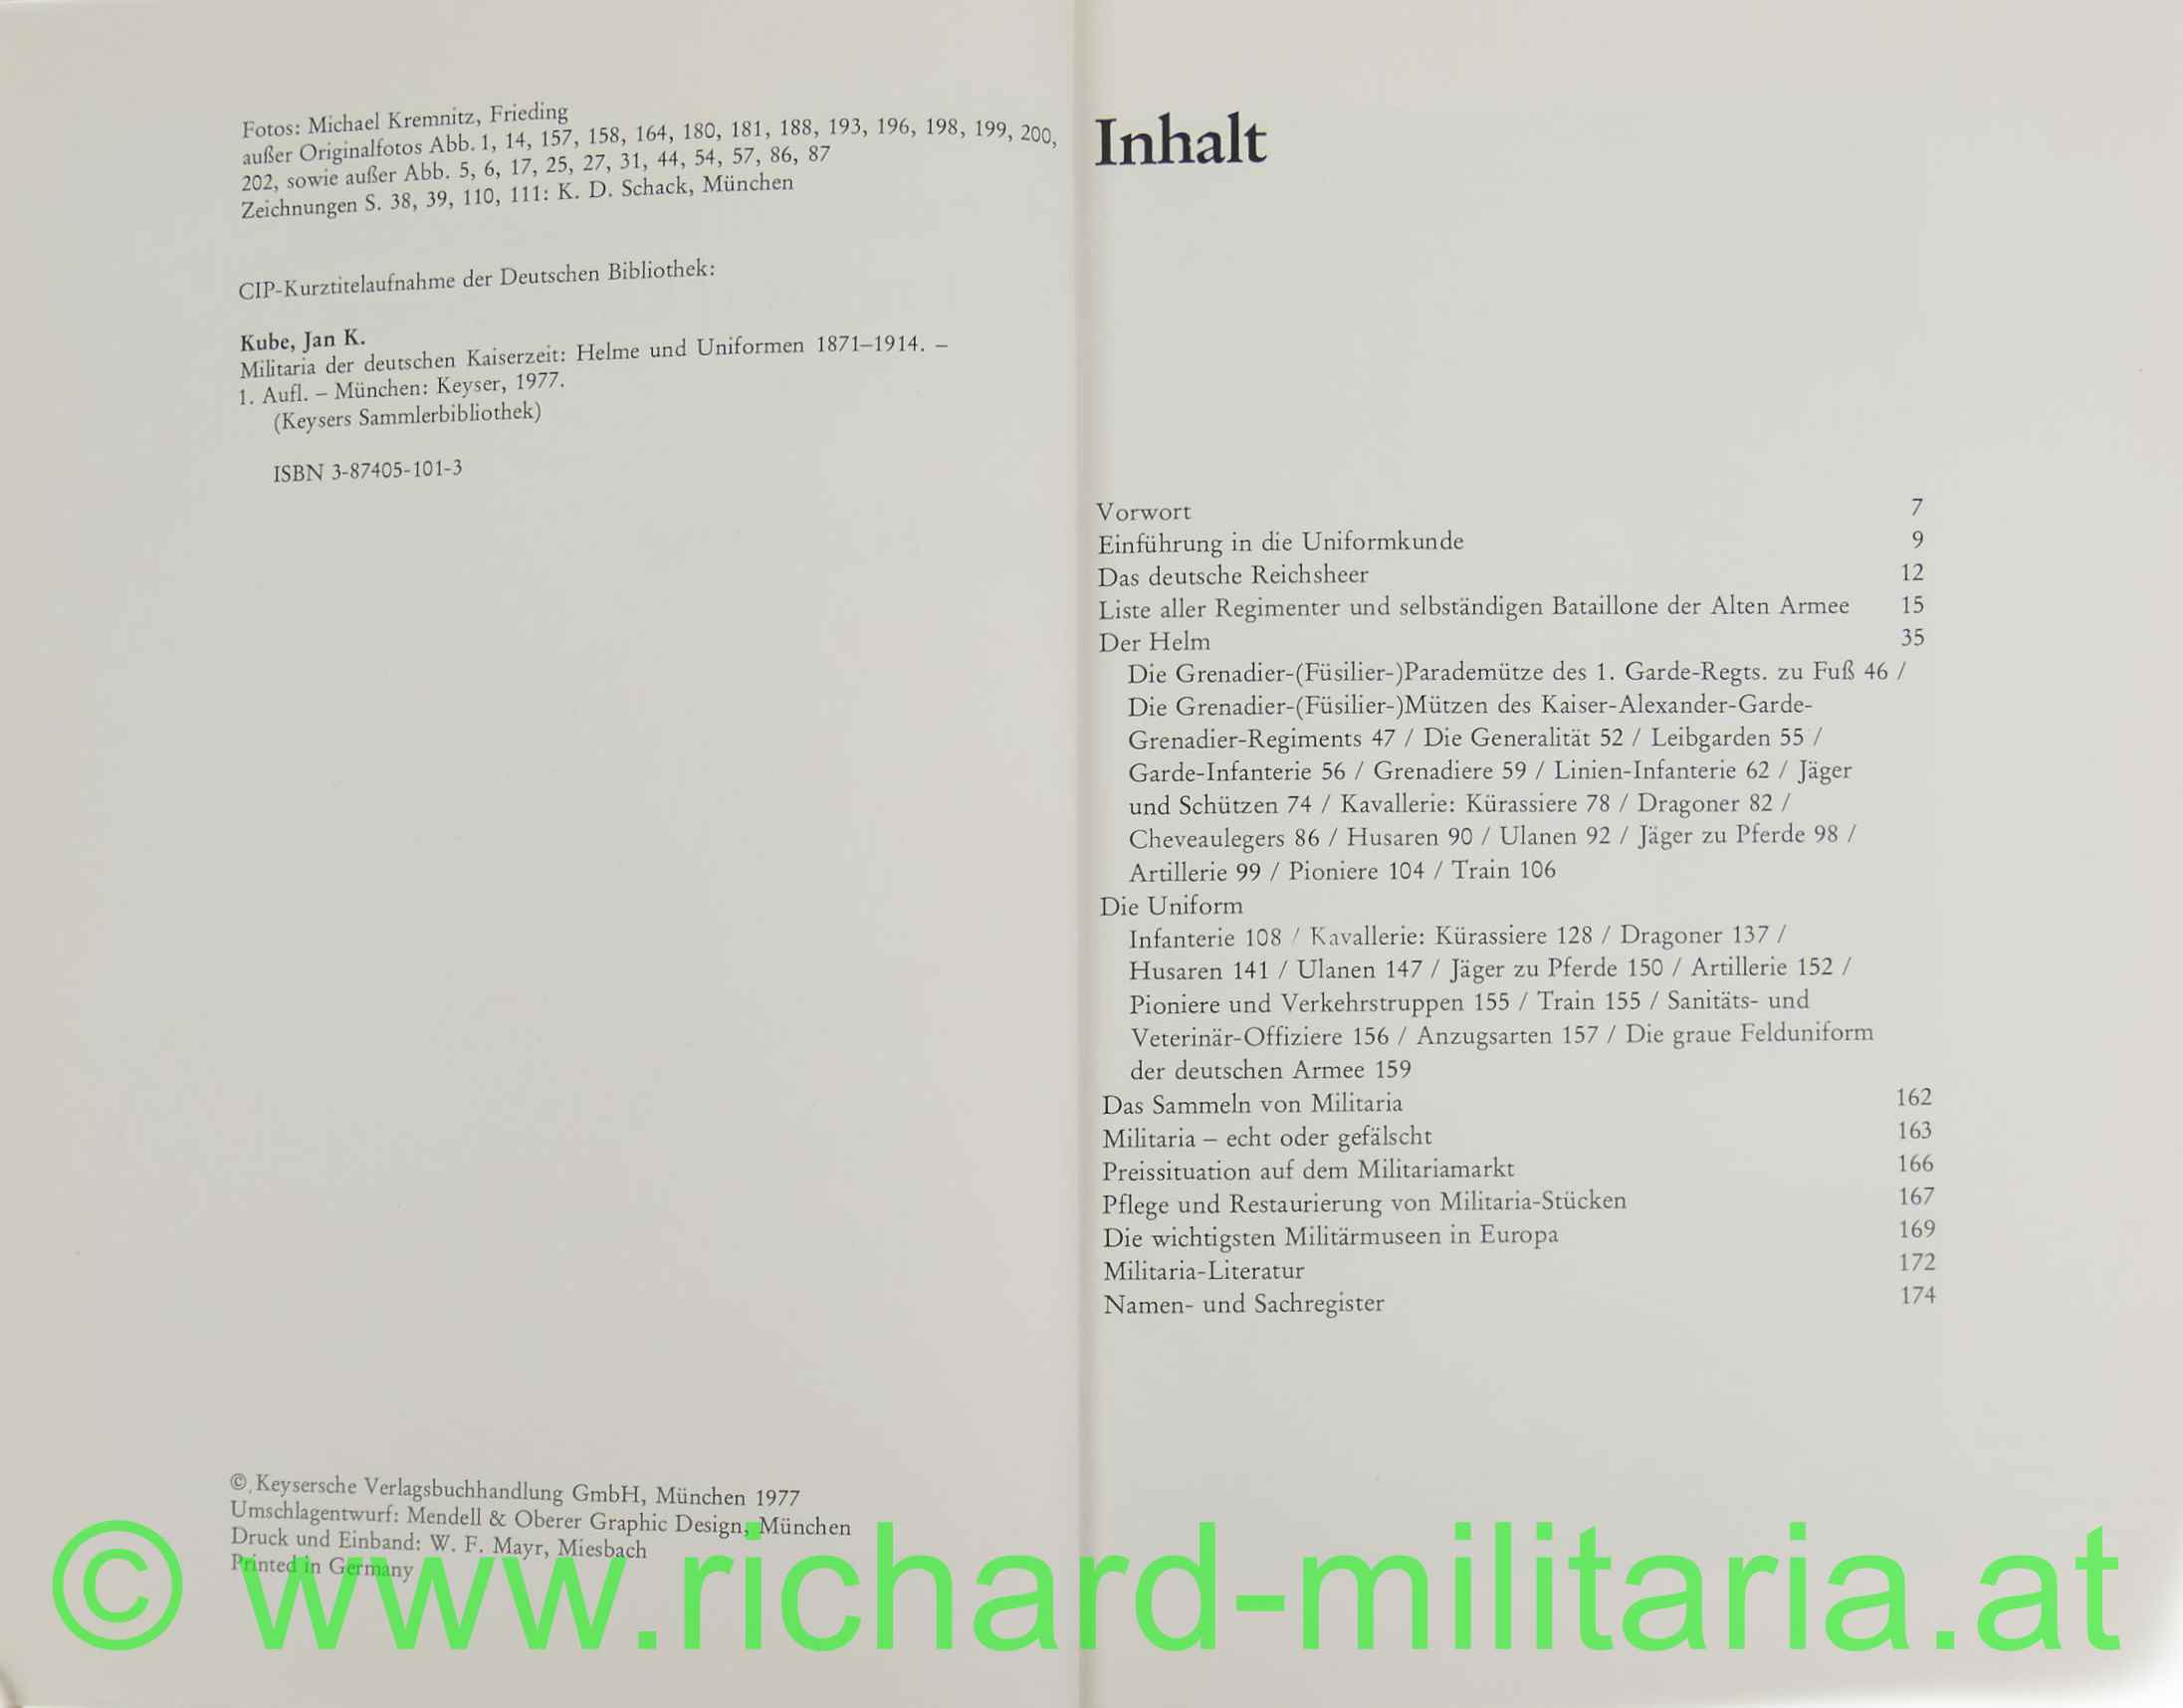 Fotos: Michael Kremnitz, Frieding
außer Originalfotos Abb. 1, 14, 157, 158, 164, 180, 181, 188, 193, 196, 198, 199, 200,
202, sowie außer Abb. 5, 6, 17, 25, 27, 31, 44, 54, 57, 86, 87
Zeichnungen S. 38, 39, 110, 111: K. D. Schack, München
CIP-Kurztitelaufnahme der Deutschen Bibliothek:
Kube, Jan K.
Militaria der deutschen Kaiserzeit: Helme und Uniformen 1871–1914. –
1. Aufl. – München: Keyser, 1977.
(Keysers Sammlerbibliothek)
ISBN 3-87405-101-3
© Keysersche Verlagsbuchhandlung GmbH, München 1977
Umschlagentwurf: Mendell & Oberer Graphic Design, München
Druck und Einband: W. F. Mayr, Miesbach
Printed in Germany
Inhalt
Vorwort 7
Einführung in die Uniformkunde 9
Das deutsche Reichsheer 12
Liste aller Regimenter und selbständigen Bataillone der Alten Armee 15
Der Helm 35
Die Grenadier-(Füsilier-)Parademütze des 1. Garde-Regts. zu Fuß 46 /
Die Grenadier-(Füsilier-)Mützen des Kaiser-Alexander-Garde-
Grenadier-Regiments 47 / Die Generalität 52 / Leibgarden 55 /
Garde-Infanterie 56 / Grenadiere 59 / Linien-Infanterie 62 / Jäger
und Schützen 74 / Kavallerie: Kürassiere 78 / Dragoner 82 /
Cheveaulegers 86 / Husaren 90 / Ulanen 92 / Jäger zu Pferde 98 /
Artillerie 99 / Pioniere 104 / Train 106
Die Uniform
Infanterie 108 / Kavallerie: Kürassiere 128 / Dragoner 137 /
Husaren 141 / Ulanen 147 / Jäger zu Pferde 150 / Artillerie 152 /
Pioniere und Verkehrstruppen 155 / Train 155 / Sanitäts- und
Veterinär-Offiziere 156 / Anzugsarten 157 / Die graue Felduniform
der deutschen Armee 159
Das Sammeln von Militaria 162
Militaria – echt oder gefälscht 163
Preissituation auf dem Militariamarkt 166
Pflege und Restaurierung von Militaria-Stücken 167
Die wichtigsten Militärmuseen in Europa 169
Militaria-Literatur 172
Namen- und Sachregister 174
© www.richard-militaria.at